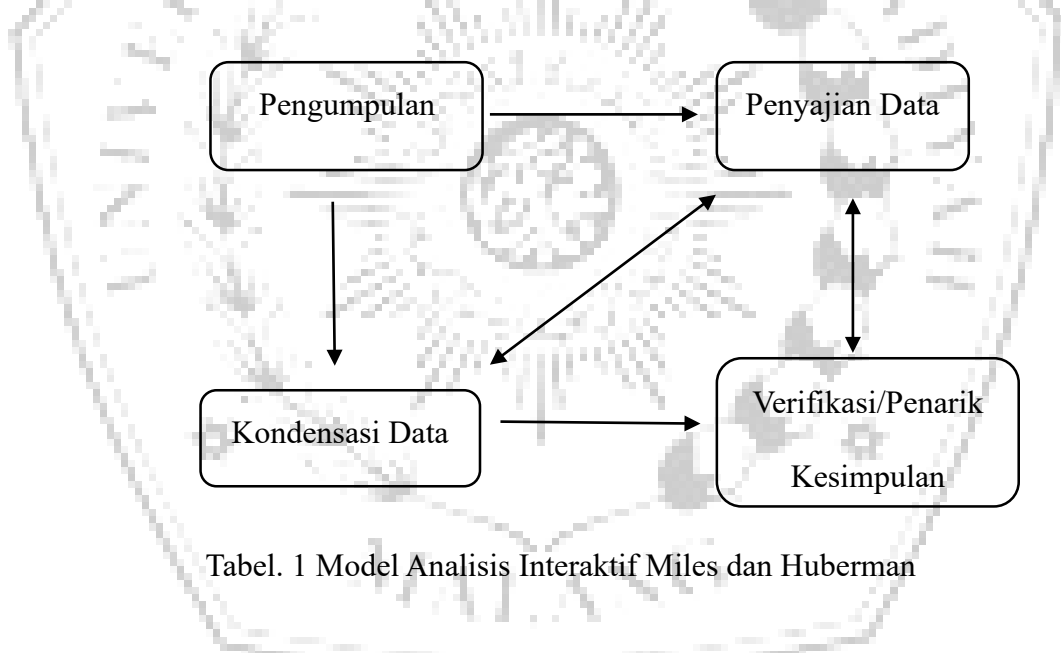 Pengumpulan
Penyajian Data
Kondensasi Data
Verifikasi/Penarik
Kesimpulan
Tabel. 1 Model Analisis Interaktif Miles dan Huberman